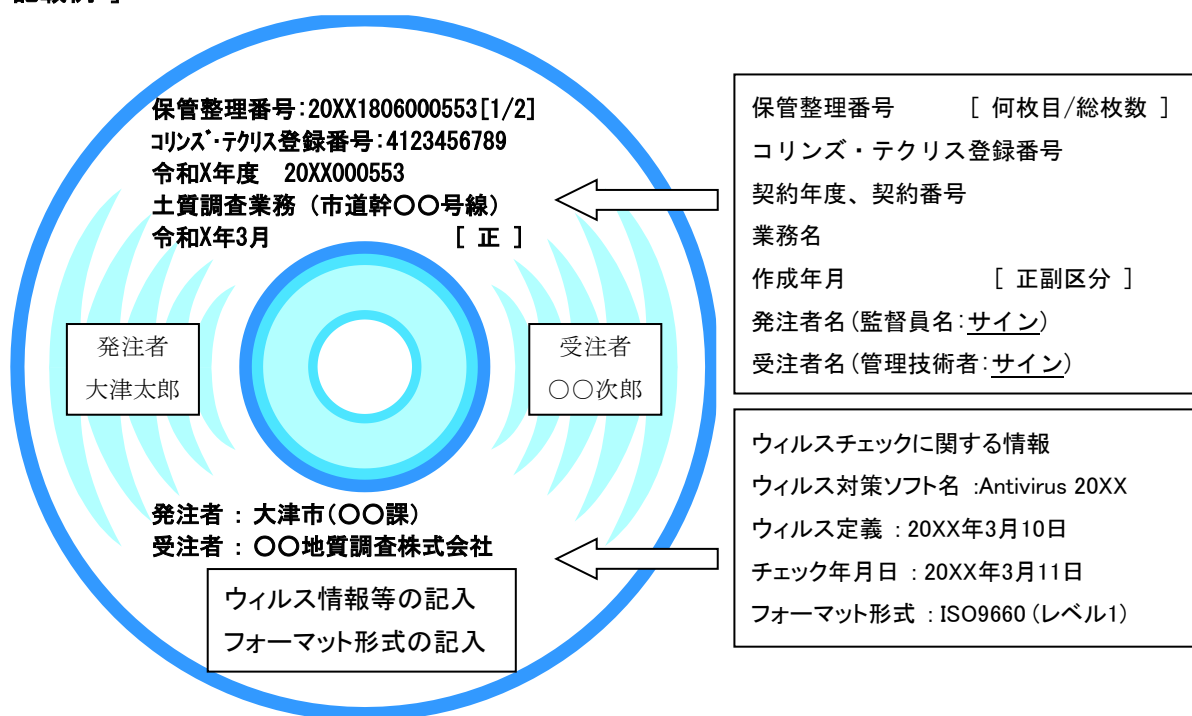 保管整理番号:20XX1806000553[1/2]
コリンズ・テクリス登録番号:4123456789
令和X年度 20XX000553
土質調査業務（市道幹〇〇号線）
令和X年3月 [ 正 ]
発注者
大津太郎
受注者
〇〇次郎
発注者 : 大津市(〇〇課)
受注者 : 〇〇地質調査株式会社
ウィルス情報等の記入
フォーマット形式の記入
保管整理番号 [ 何枚目/総枚数 ]
コリンズ・テクリス登録番号
契約年度、契約番号
業務名
作成年月 [ 正副区分 ]
発注者名(監督員名:サイン)
受注者名(管理技術者:サイン)
ウィルスチェックに関する情報
ウィルス対策ソフト名 :Antivirus 20XX
ウィルス定義 : 20XX年3月10日
チェック年月日 : 20XX年3月11日
フォーマット形式 : ISO9660(レベル1)